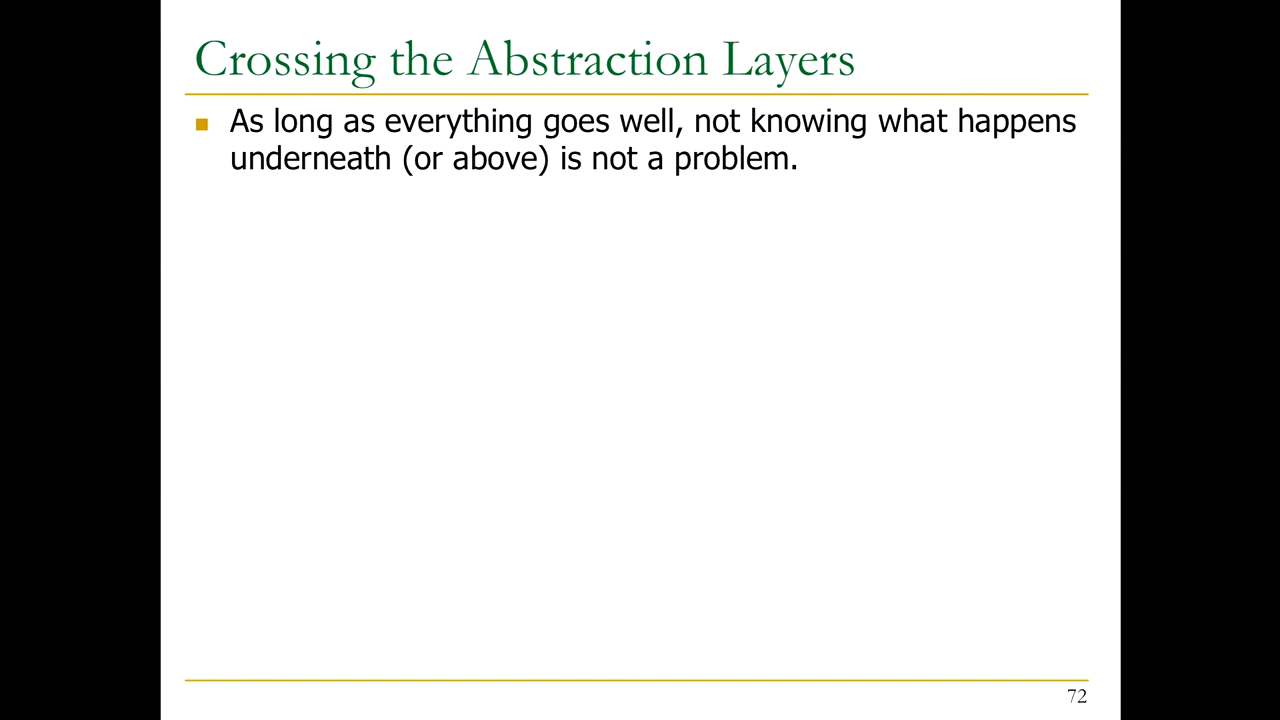 Crossing the Abstraction Layers
As long as everything goes well, not knowing what happens
underneath (or above) is not a problem.
72